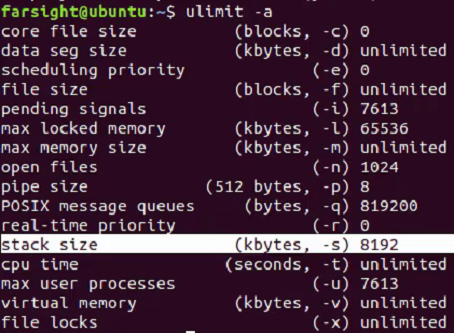 farsight@ubuntu:~$ ulimit -a
core file size (blocks, -c) 0
data seg size (kbytes, -d) unlimited
scheduling priority (-e) 0
file size (blocks, -f) unlimited
pending signals (-i) 7613
max locked memory (kbytes, -l) 65536
max memory size (kbytes, -m) unlimited
open files (-n) 1024
pipe size (512 bytes, -p) 8
POSIX message queues (bytes, -q) 819200
real-time priority (-r) 0
stack size (kbytes, -s) 8192
cpu time (seconds, -t) unlimited
max user processes (-u) 7613
virtual memory (kbytes, -v) unlimited
file locks (-x) unlimited